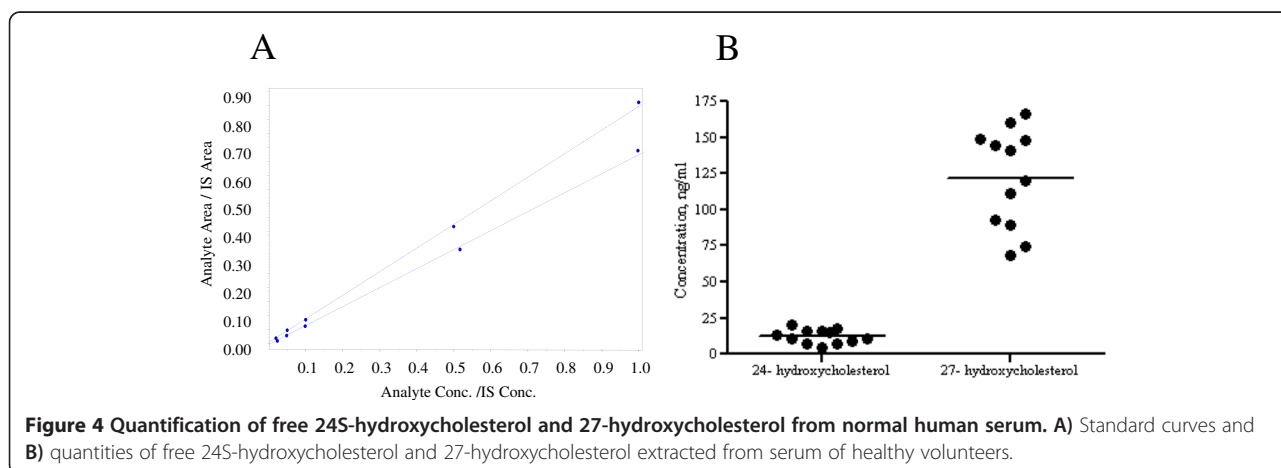 A
Analyte Area / IS Area
0.90
0.80
0.70
0.60
0.50
0.40
0.30
0.20
0.10
0.00
0.1 0.2 0.3 0.4 0.5 0.6 0.7 0.8 0.9 1.0
Analyte Conc. /IS Conc.
B
Concentration, ng/ml
175
150
125
100
75
50
25
0
24- hydroxycholesterol 27- hydroxycholesterol
Figure 4 Quantification of free 24S-hydroxycholesterol and 27-hydroxycholesterol from normal human serum. A) Standard curves and
B) quantities of free 24S-hydroxycholesterol and 27-hydroxycholesterol extracted from serum of healthy volunteers.